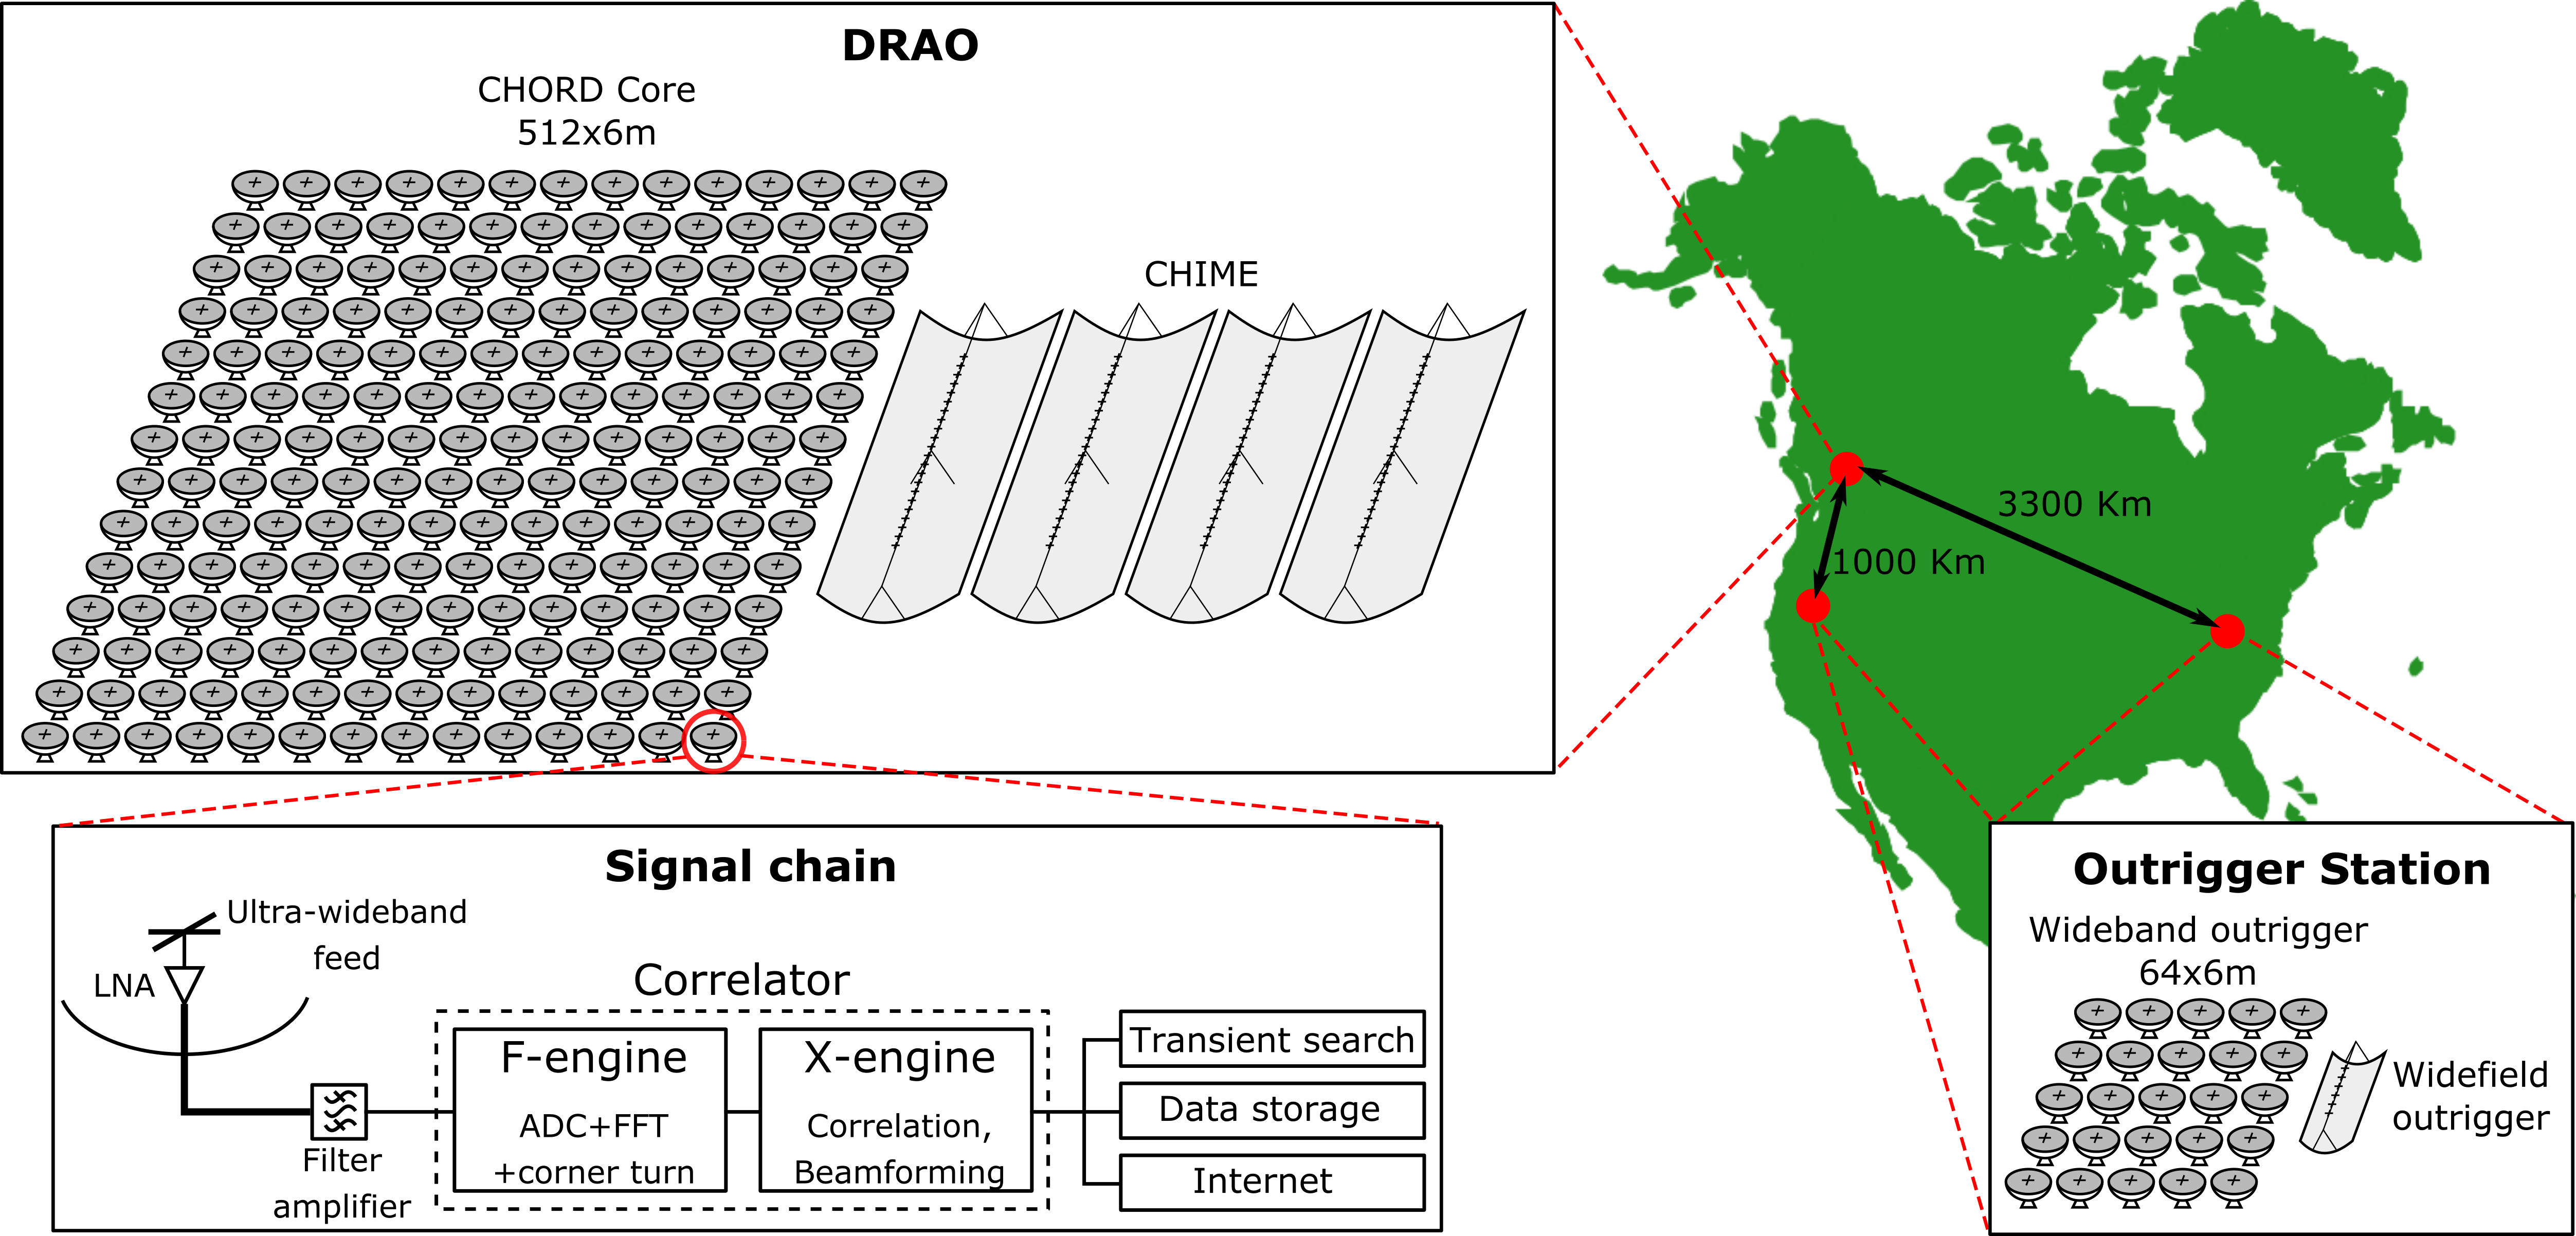 DRAO
CHORD Core
512x6m
CHIME
3300 Km
1000 Km
Signal chain
Ultra-wideband
feed
LNA
Filter
amplifier
Correlator
F-engine
ADC+FFT
+corner turn
X-engine
Correlation,
Beamforming
Transient search
Data storage
Internet
Outrigger Station
Wideband outrigger
64x6m
Widefield
outrigger